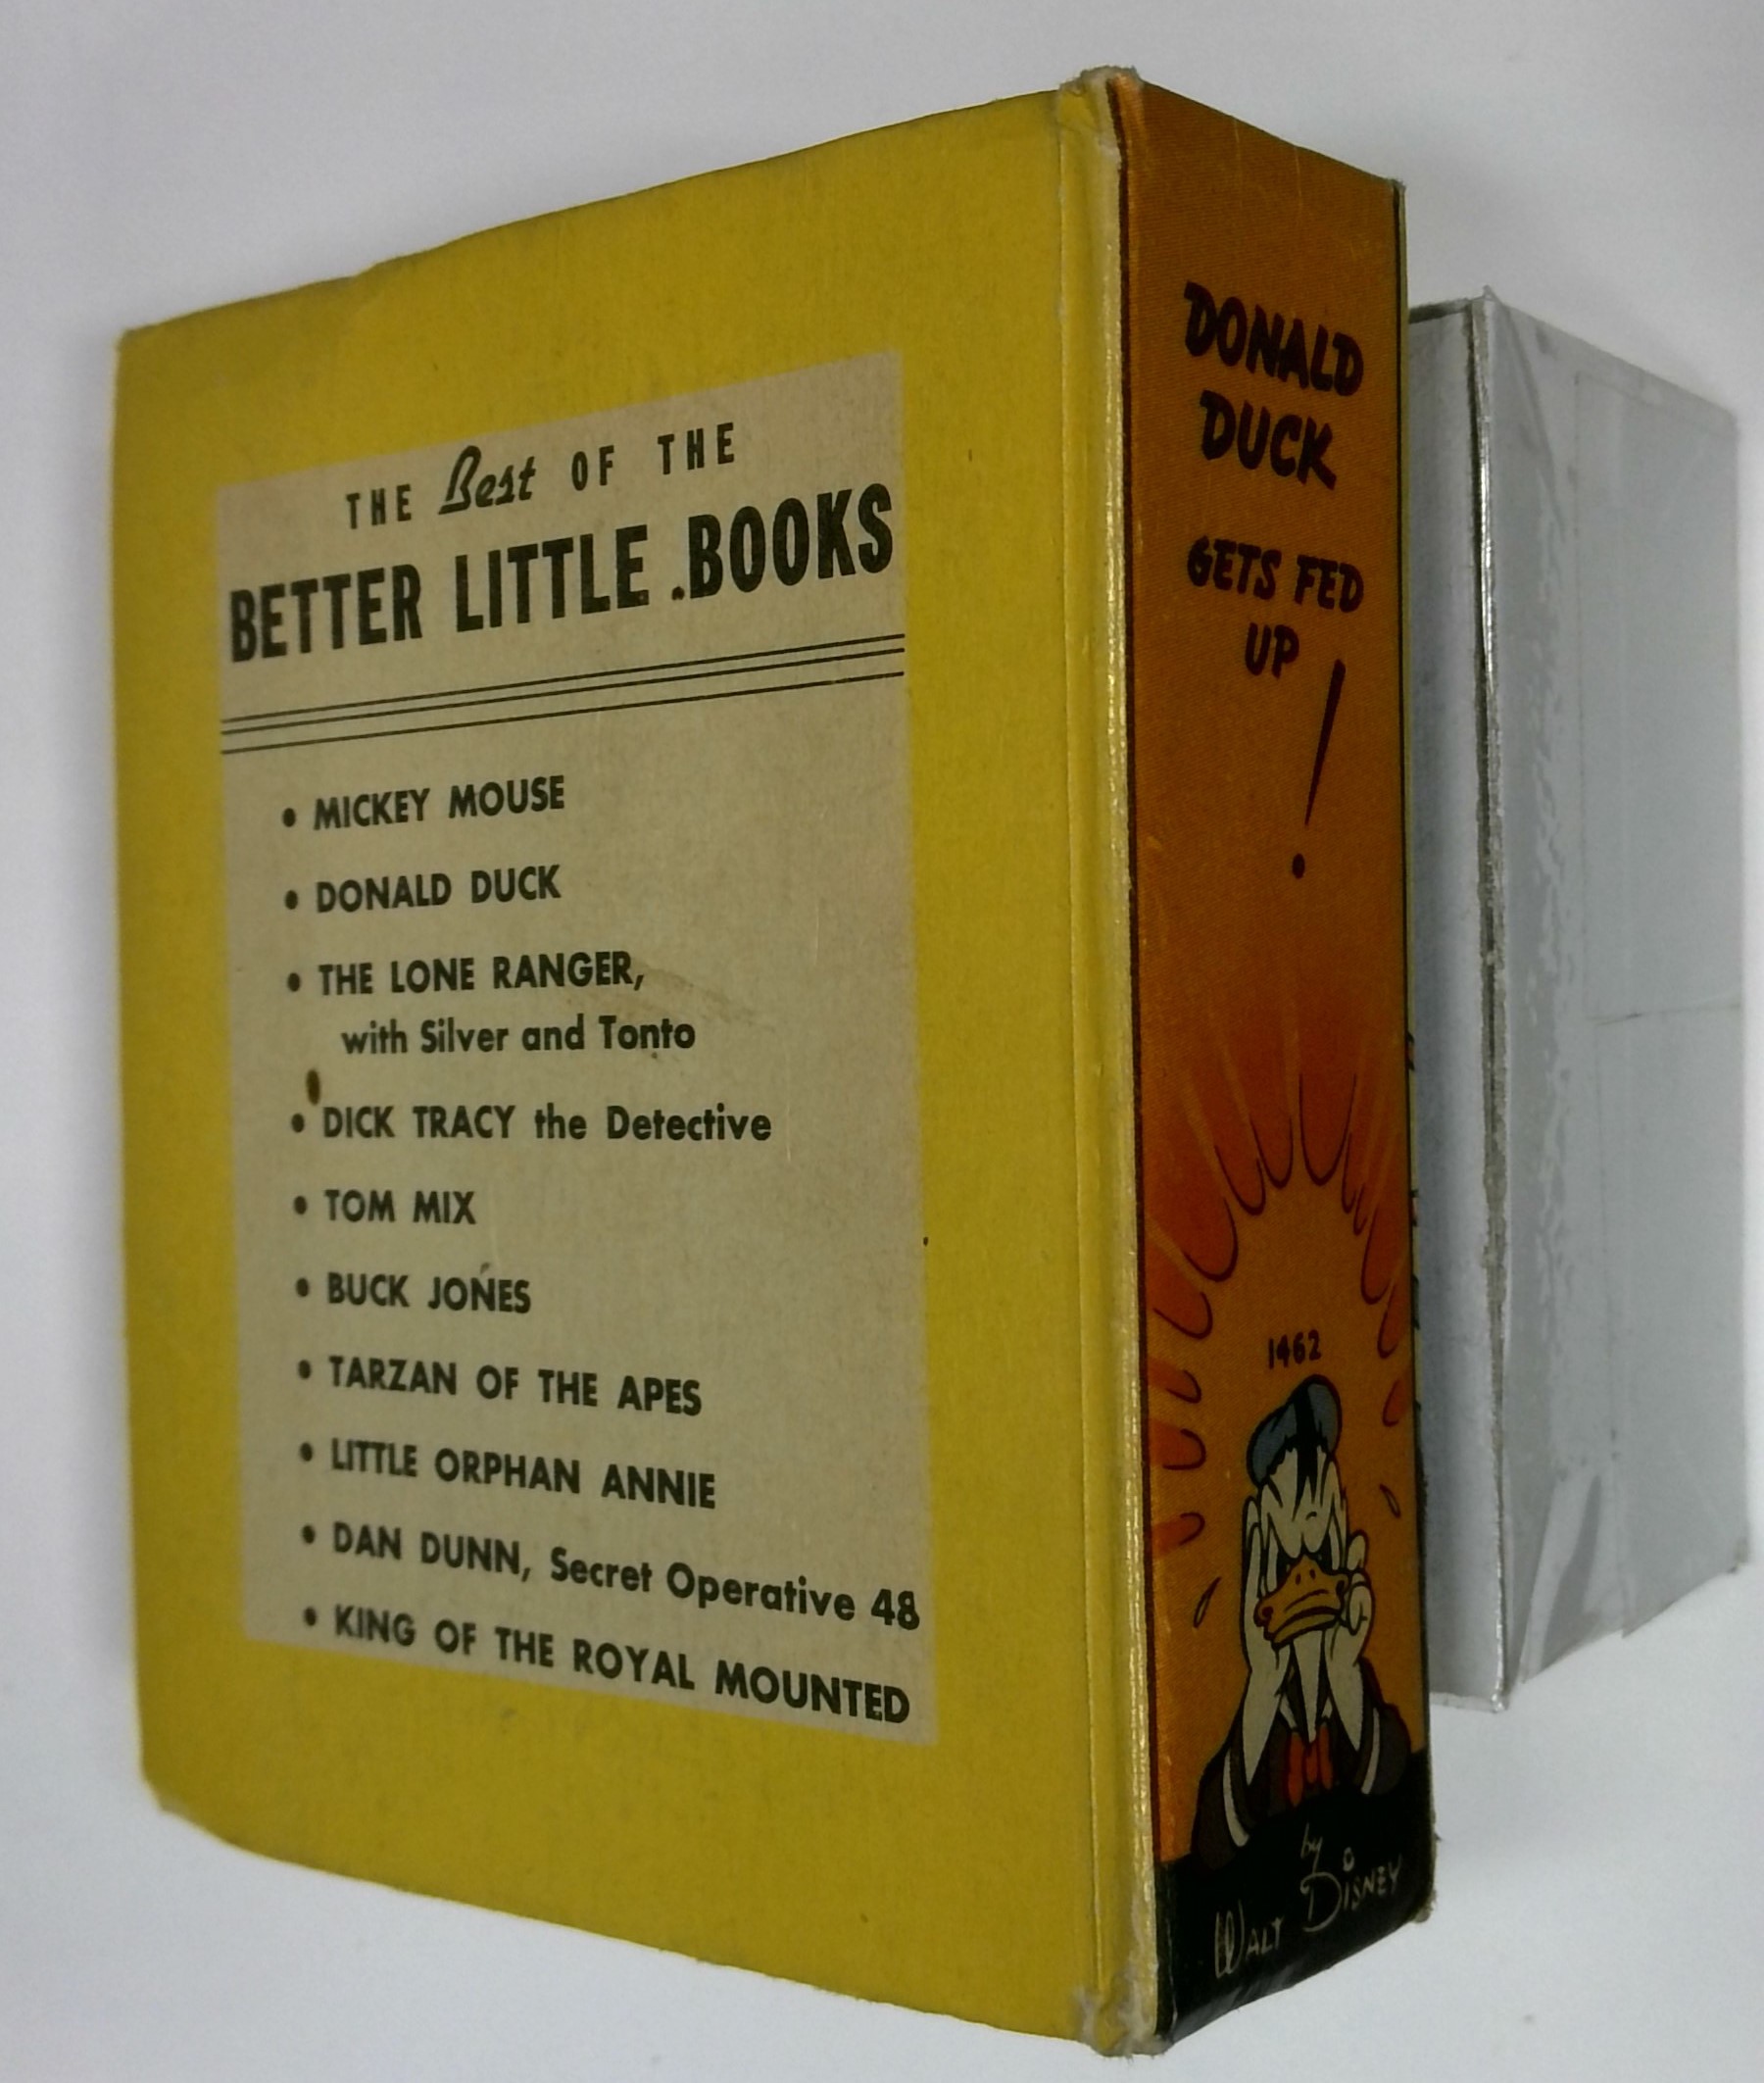 THE Best OF THE
BETTER LITTLE BOOKS
• MICKEY MOUSE
• DONALD DUCK
• THE LONE RANGER,
with Silver and Tonto
• DICK TRACY the Detective
• TOM MIX
• BUCK JONES
• TARZAN OF THE APES
• LITTLE ORPHAN ANNIE
• DAN DUNN, Secret Operative 48
• KING OF THE ROYAL MOUNTED
DONALD
DUCK
GETS FED
UP!
1462
by
WALT DISNEY